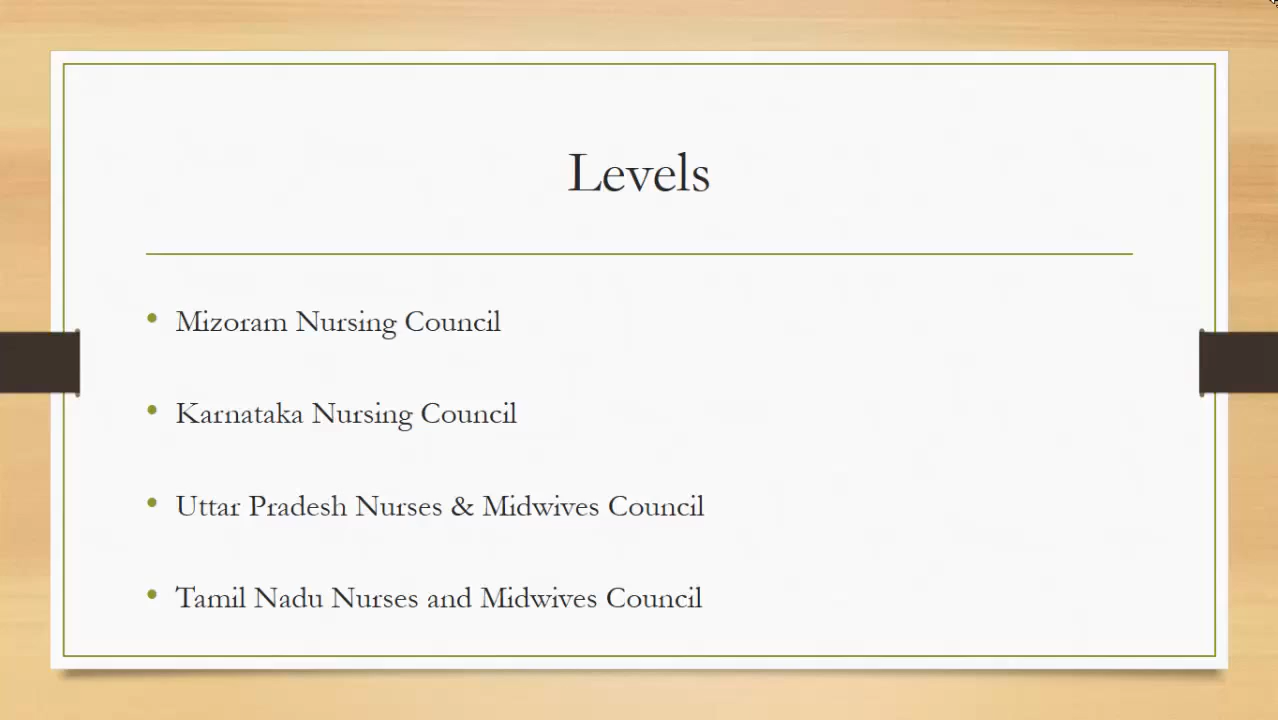 Levels
• Mizoram Nursing Council
• Karnataka Nursing Council
• Uttar Pradesh Nurses & Midwives Council
• Tamil Nadu Nurses and Midwives Council